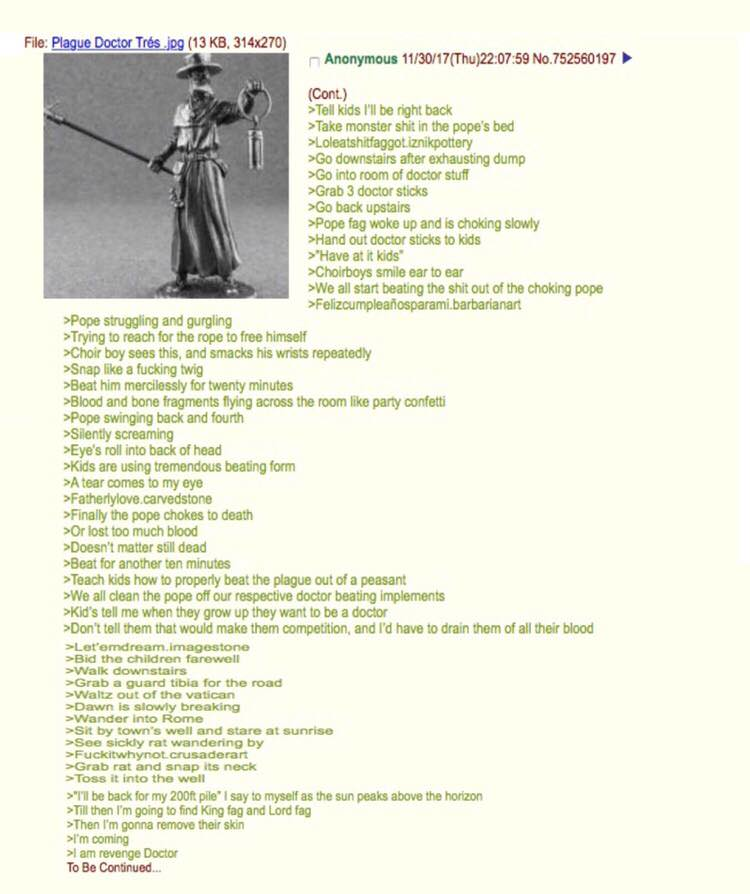 File: Plague Doctor Trés .jpg (13 KB, 314x270)
Anonymous 11/30/17(Thu)22:07:59 No.752560197
(Cont.)
>Tell kids I'll be right back
>Take monster shit in the pope's bed
>Loleatshitfaggot.iznikpottery
>Go downstairs after exhausting dump
>Go into room of doctor stuff
>Grab 3 doctor sticks
>Go back upstairs
>Pope fag woke up and is choking slowly
>Hand out doctor sticks to kids
>"Have at it kids"
>Choirboys smile ear to ear
>We all start beating the shit out of the choking pope
>Felizcumpleañosparami.barbarianart
>Pope struggling and gurgling
>Trying to reach for the rope to free himself
>Choir boy sees this, and smacks his wrists repeatedly
>Snap like a fucking twig
>Beat him mercilessly for twenty minutes
>Blood and bone fragments flying across the room like party confetti
>Pope swinging back and fourth
>Silently screaming
>Eye's roll into back of head
>Kids are using tremendous beating form
>A tear comes to my eye
>Fatherlylove.carvedstone
>Finally the pope chokes to death
>Or lost too much blood
>Doesn't matter still dead
>Beat for another ten minutes
>Teach kids how to properly beat the plague out of a peasant
>We all clean the pope off our respective doctor beating implements
>Kid's tell me when they grow up they want to be a doctor
>Don't tell them that would make them competition, and I'd have to drain them of all their blood
>Let'emdream.imagestone
>Bid the children farewell
>Walk downstairs
>Grab a guard tibia for the road
>Waltz out of the vatican
>Dawn is slowly breaking
>Wander into Rome
>Sit by town's well and stare at sunrise
>See sickly rat wandering by
>Fuckitwhynot.crusaderart
>Grab rat and snap its neck
>Toss it into the well
>"I'll be back for my 200ft pile" I say to myself as the sun peaks above the horizon
>Till then I'm going to find King fag and Lord fag
>Then I'm gonna remove their skin
>I'm coming
>I am revenge Doctor
To Be Continued...